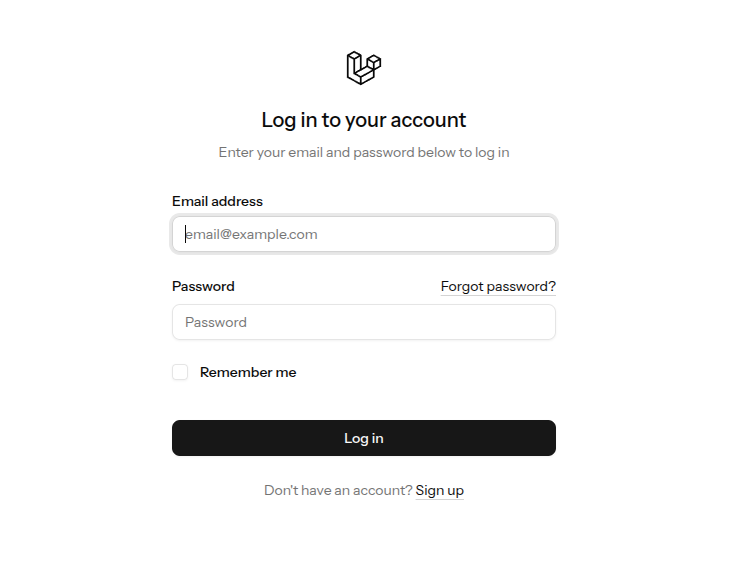 Log in to your account
Enter your email and password below to log in
Email address
email@example.com
Password Forgot password?
Password
Remember me
Log in
Don't have an account? Sign up